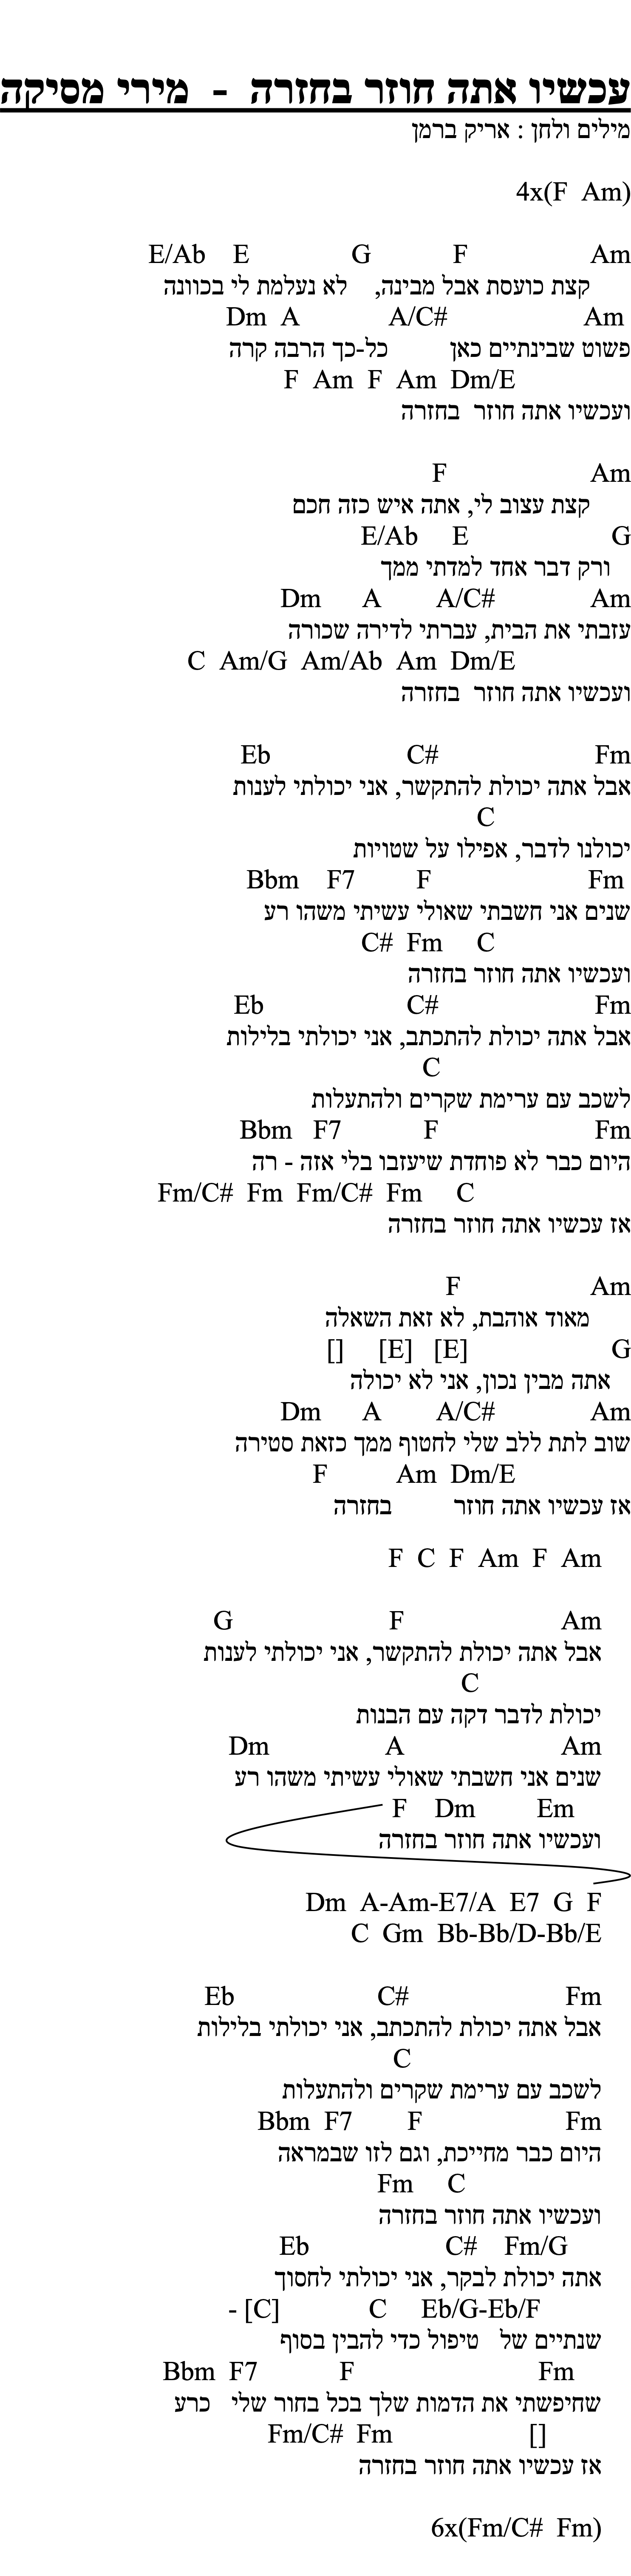 עכשיו אתה חוזר בחזרה - מירי מסיקה
מילים ולחן : אריק ברמן
4x(F Am)
E/Ab E G F Am
קצת כועסת אבל מבינה, לא נעלמת לי בכוונה
Dm A A/C# Am
פשוט שבינתיים כאן כל-כך הרבה קרה
F Am F Am Dm/E
ועכשיו אתה חוזר בחזרה
F Am
קצת עצוב לי, אתה איש כזה חכם
E/Ab E G
ורק דבר אחד למדתי ממך
Dm A A/C# Am
עזבתי את הבית, עברתי לדירה שכורה
C Am/G Am/Ab Am Dm/E
ועכשיו אתה חוזר בחזרה
Eb C# Fm
אבל אתה יכולת להתקשר, אני יכולתי לענות
C
יכולנו לדבר, אפילו על שטויות
Bbm F7 F Fm
שנים אני חשבתי שאולי עשיתי משהו רע
C# Fm C
ועכשיו אתה חוזר בחזרה
Eb C# Fm
אבל אתה יכולת להתכתב, אני יכולתי בלילות
C
לשכב עם ערימת שקרים ולהתעלות
Bbm F7 F Fm
היום כבר לא פוחדת שיעזבו בלי אזה - רה
Fm/C# Fm Fm/C# Fm C
אז עכשיו אתה חוזר בחזרה
F Am
מאוד אוהבת, לא זאת השאלה
[] [E] [E] G
אתה מבין נכון, אני לא יכולה
Dm A A/C# Am
שוב לתת ללב שלי לחטוף ממך כזאת סטירה
F Am Dm/E
אז עכשיו אתה חוזר בחזרה
F C F Am F Am
G F Am
אבל אתה יכולת להתקשר, אני יכולתי לענות
C
יכולת לדבר דקה עם הבנות
Dm A Am
שנים אני חשבתי שאולי עשיתי משהו רע
F Dm Em
ועכשיו אתה חוזר בחזרה
Dm A-Am-E7/A E7 G F
C Gm Bb-Bb/D-Bb/E
Eb C# Fm
אבל אתה יכולת להתכתב, אני יכולתי בלילות
C
לשכב עם ערימת שקרים ולהתעלות
Bbm F7 F Fm
היום כבר מחייכת, וגם לזו שבמראה
Fm C
ועכשיו אתה חוזר בחזרה
Eb C# Fm/G
אתה יכולת לבקר, אני יכולתי לחסוך
- [C] C Eb/G-Eb/F
שנתיים של טיפול כדי להבין בסוף
Bbm F7 F Fm
שחיפשתי את הדמות שלך בכל בחור שלי כרע
Fm/C# Fm []
אז עכשיו אתה חוזר בחזרה
6x(Fm/C# Fm)